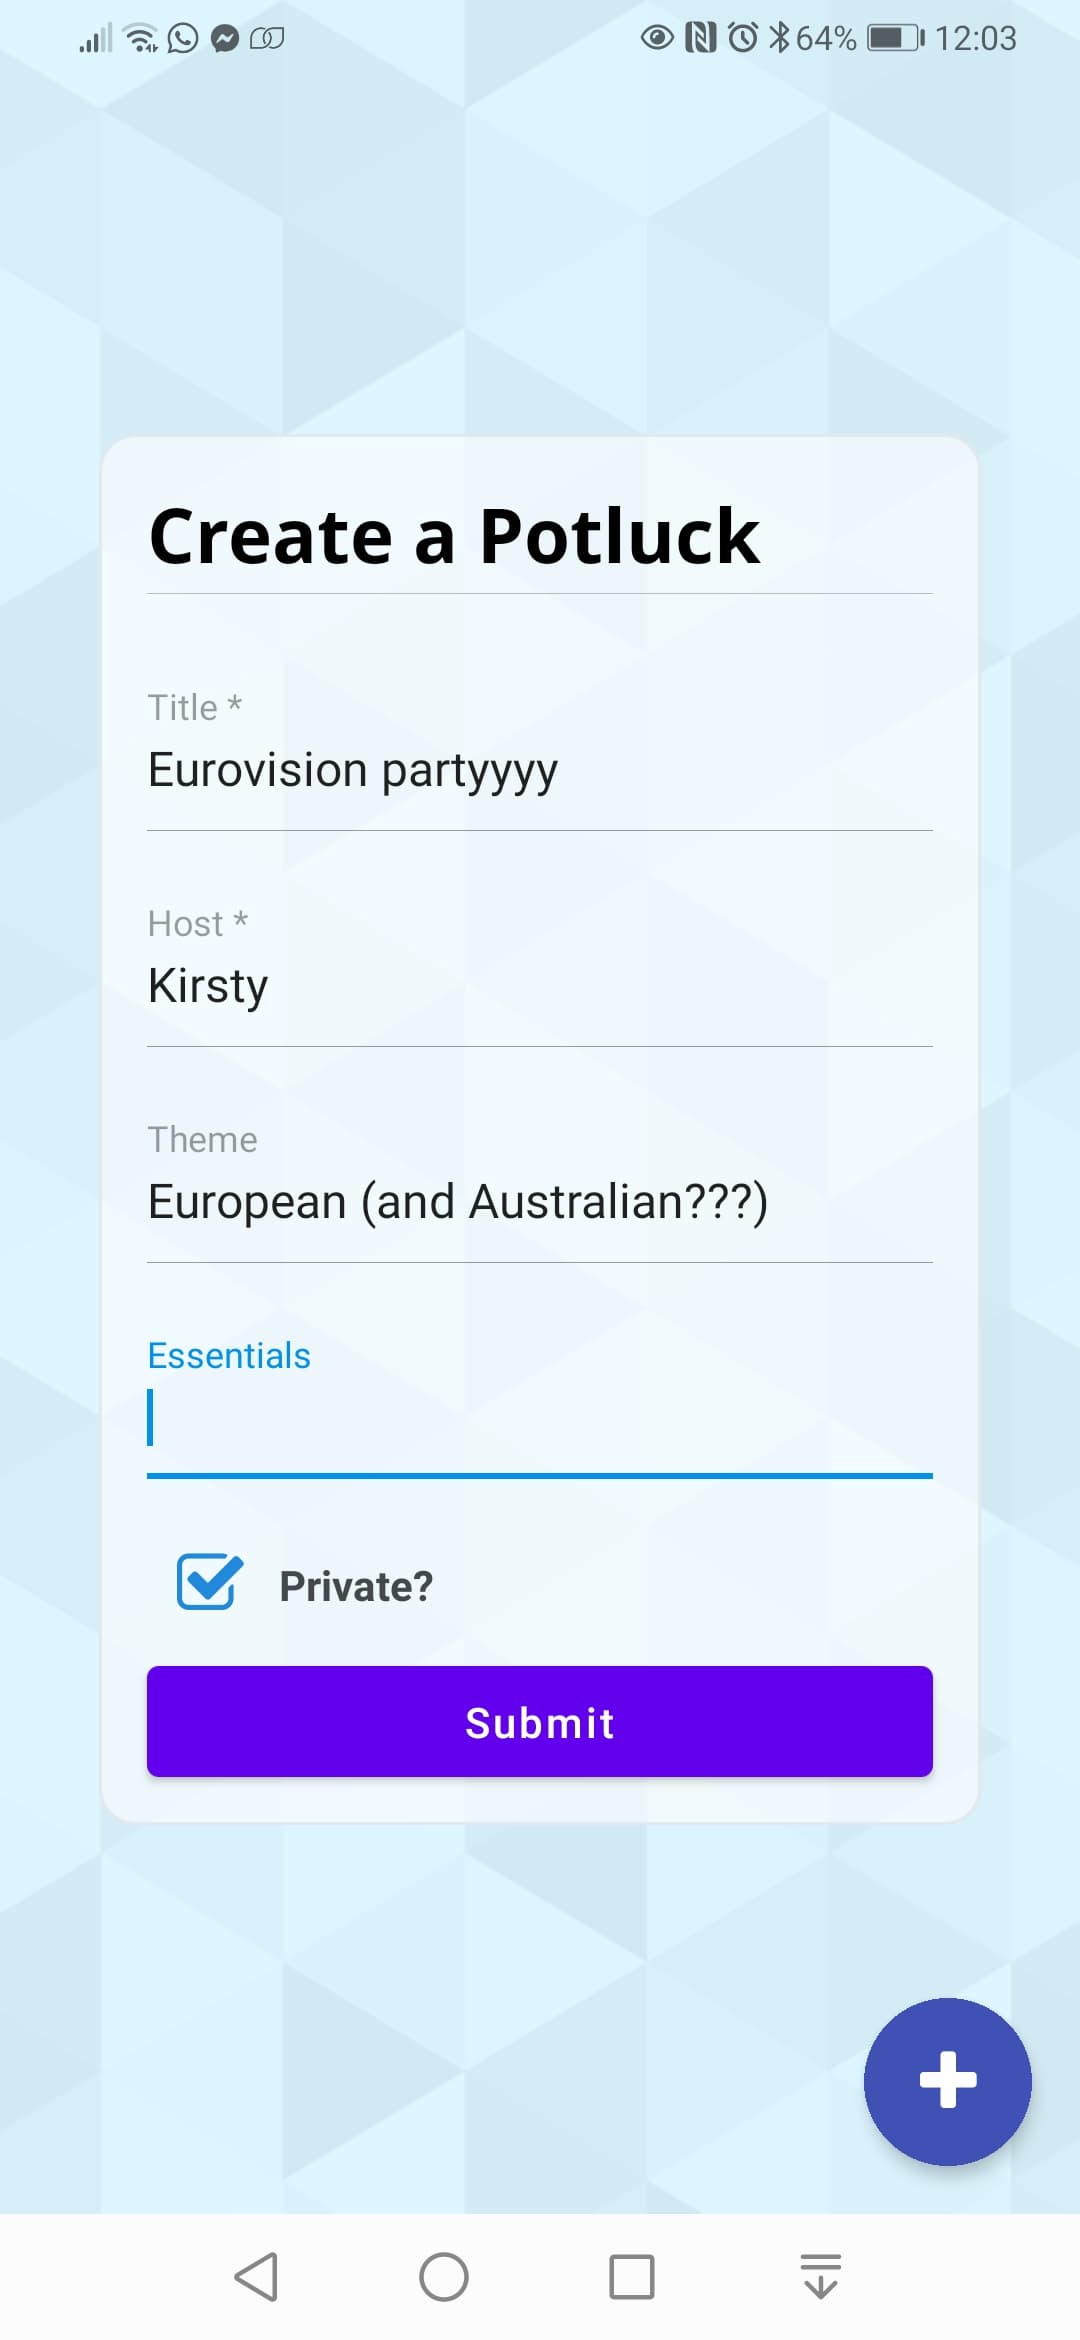 64% 12:03
Create a Potluck
Title *
Eurovision partyyyy
Host *
Kirsty
Theme
European (and Australian???)
Essentials
Private?
Submit